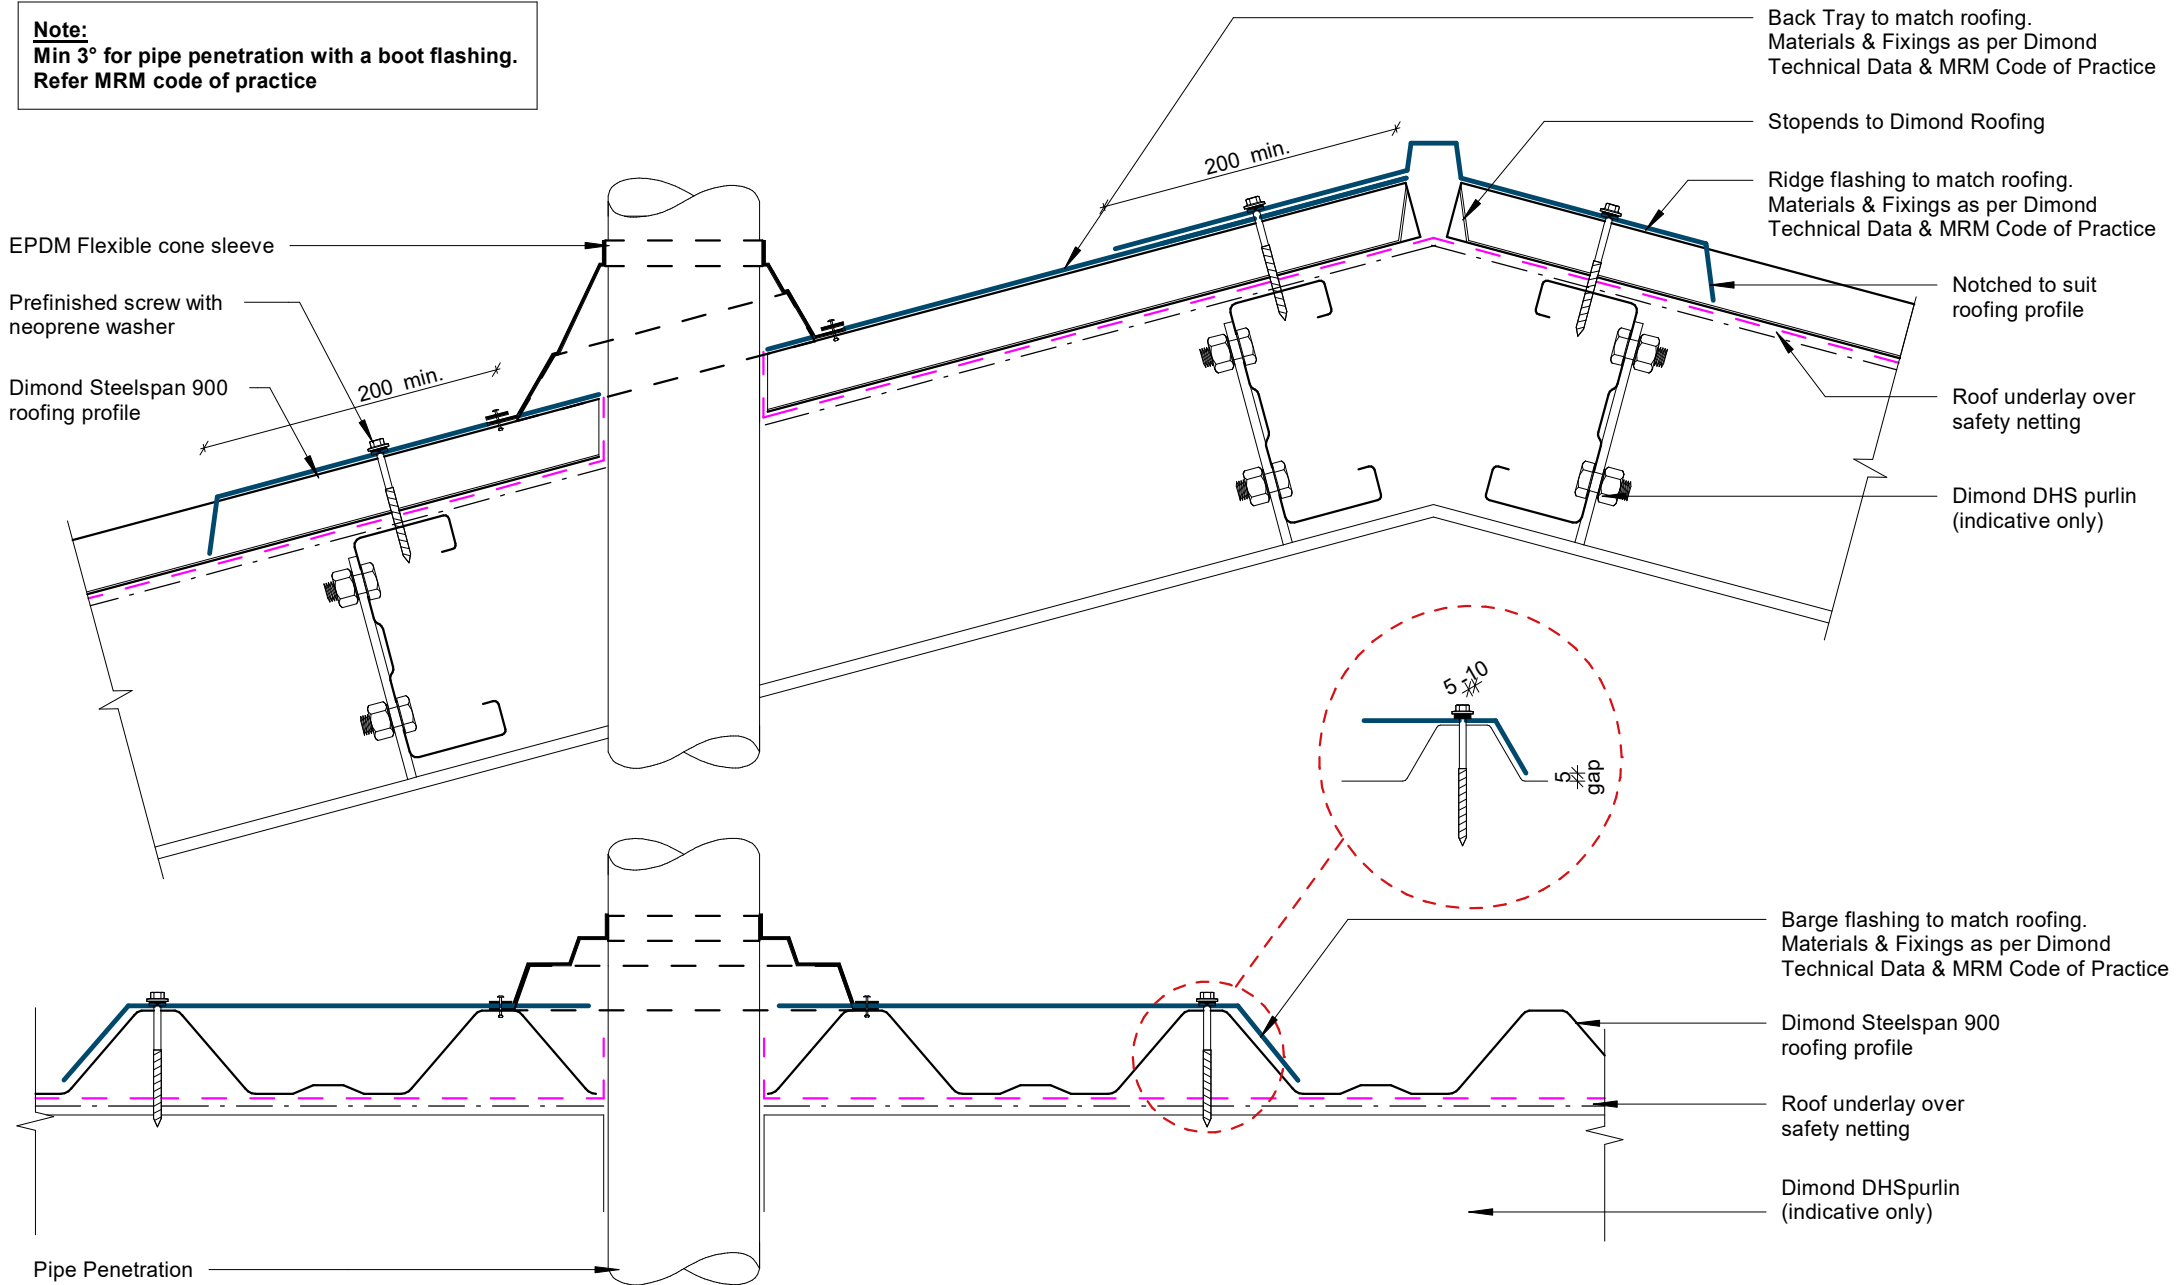 Note:
Min 3° for pipe penetration with a boot flashing.
Refer MRM code of practice
Back Tray to match roofing.
Materials & Fixings as per Dimond
Technical Data & MRM Code of Practice
Stopends to Dimond Roofing
200 min.
Ridge flashing to match roofing.
Materials & Fixings as per Dimond
Technical Data & MRM Code of Practice
EPDM Flexible cone sleeve
Notched to suit
roofing profile
Prefinished screw with
neoprene washer
Dimond Steelspan 900
roofing profile
200 min.
Roof underlay over
safety netting
Dimond DHS purlin
(indicative only)
5 -10
5
gap
Barge flashing to match roofing.
Materials & Fixings as per Dimond
Technical Data & MRM Code of Practice
Dimond Steelspan 900
roofing profile
Roof underlay over
safety netting
Dimond DHSpurlin
(indicative only)
Pipe Penetration